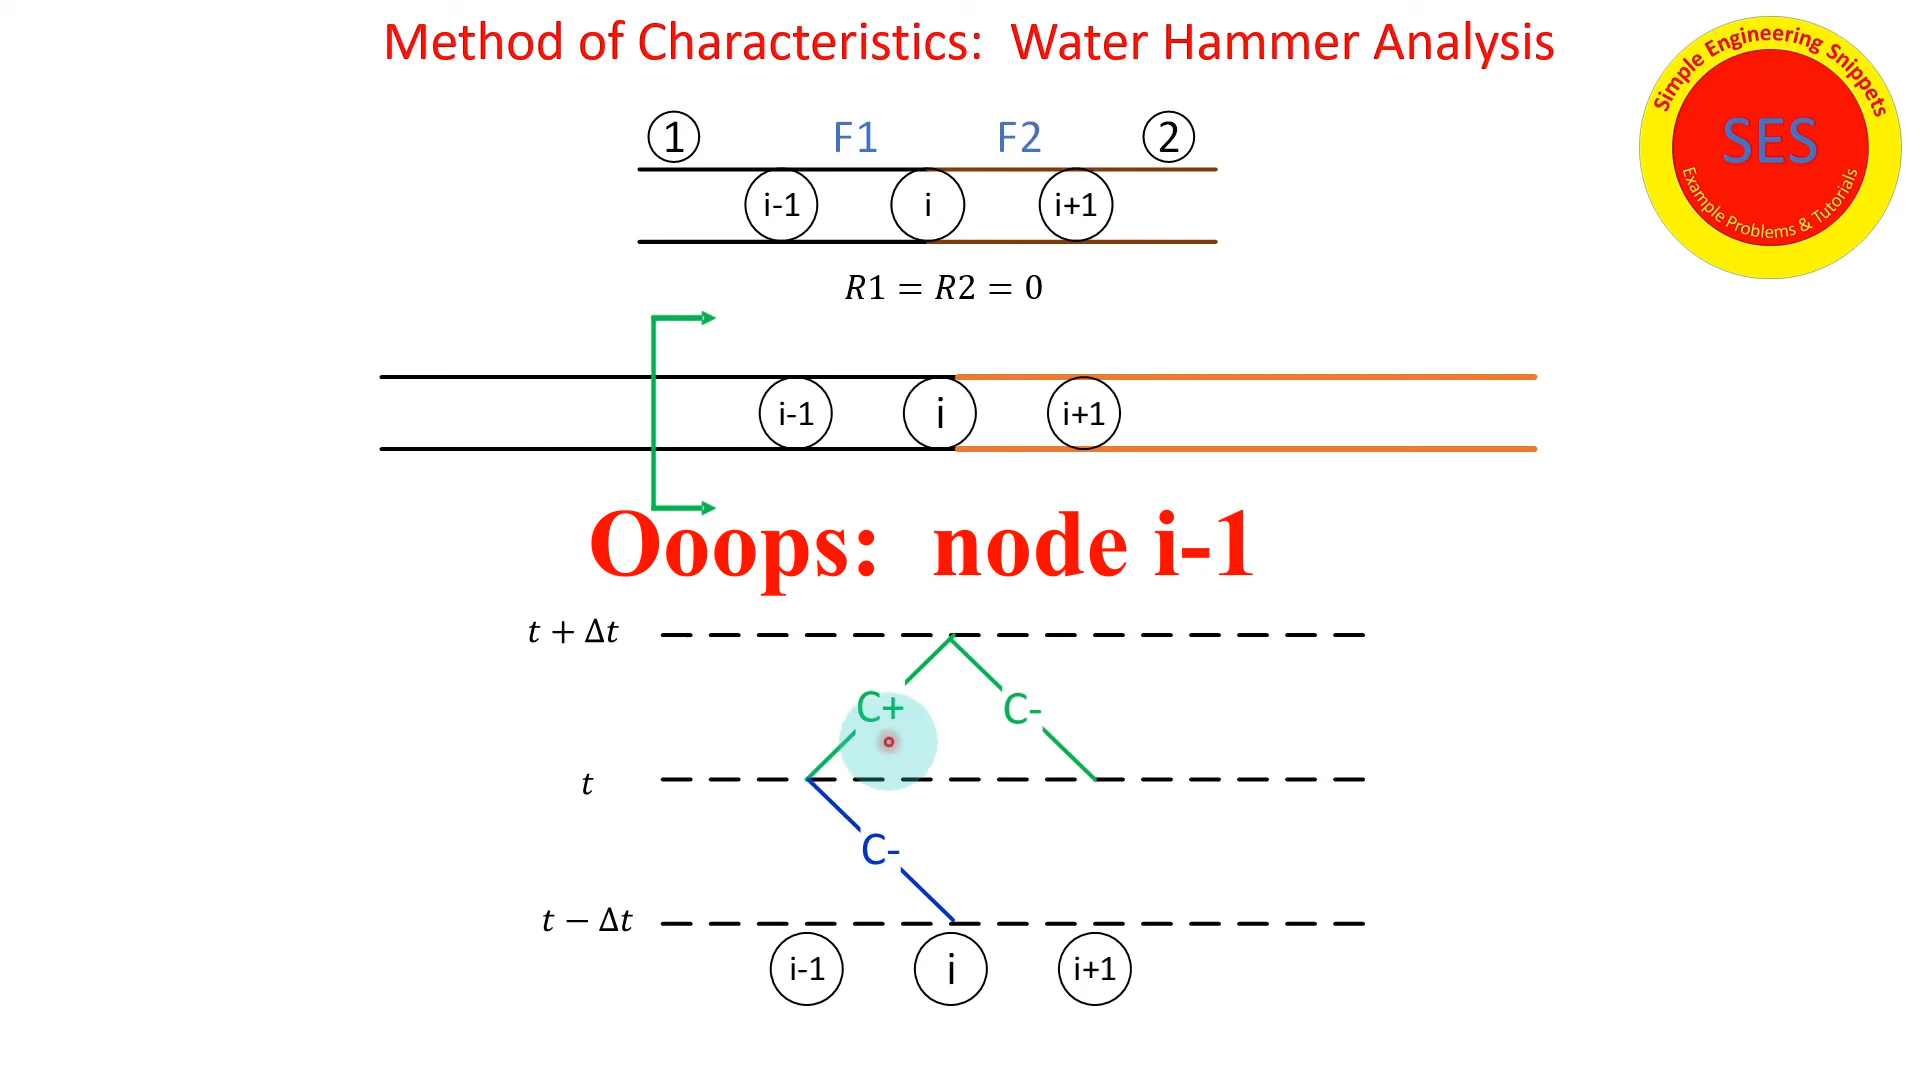 Method of Characteristics: Water Hammer Analysis
Simple Engineering Snippets
SES
Example Problems & Tutorials
1 F1 F2 2
i-1 i i+1
R1 = R2 = 0
i-1 i i+1
Ooops: node i-1
t + Δt
C+ C-
t
C-
t − Δt
i-1 i i+1